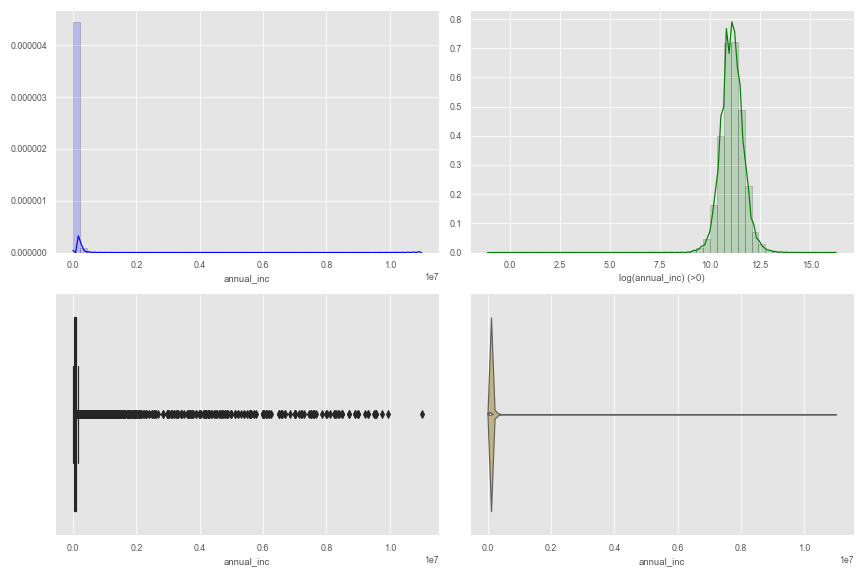 0.000004
0.000003
0.000002
0.000001
0.000000
0.0 0.2 0.4 0.6 0.8 1.0
1e7
annual_inc
0.8
0.7
0.6
0.5
0.4
0.3
0.2
0.1
0.0
0.0 2.5 5.0 7.5 10.0 12.5 15.0
log(annual_inc) (>0)
0.0 0.2 0.4 0.6 0.8 1.0
1e7
annual_inc
0.0 0.2 0.4 0.6 0.8 1.0
1e7
annual_inc